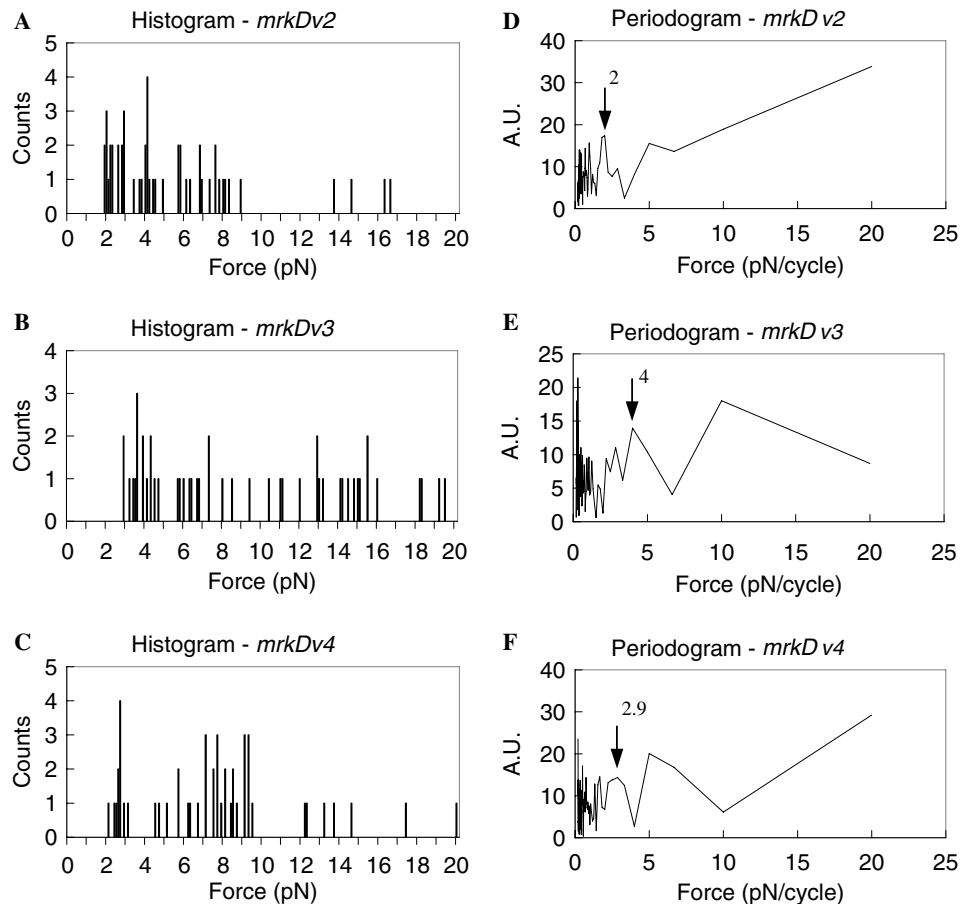 A
Histogram - mrkDv2
Counts
5
4
3
2
1
0
0 2 4 6 8 10 12 14 16 18 20
Force (pN)
D
Periodogram - mrkD v2
A.U.
40
30
20
10
0
2
0 5 10 15 20 25
Force (pN/cycle)
B
Histogram - mrkDv3
Counts
4
3
2
1
0
0 2 4 6 8 10 12 14 16 18 20
Force (pN)
E
Periodogram - mrkD v3
A.U.
25
20
15
10
5
0
4
0 5 10 15 20 25
Force (pN/cycle)
C
Histogram - mrkDv4
Counts
5
4
3
2
1
0
0 2 4 6 8 10 12 14 16 18 20
Force (pN)
F
Periodogram - mrkD v4
A.U.
40
30
20
10
0
2.9
0 5 10 15 20 25
Force (pN/cycle)